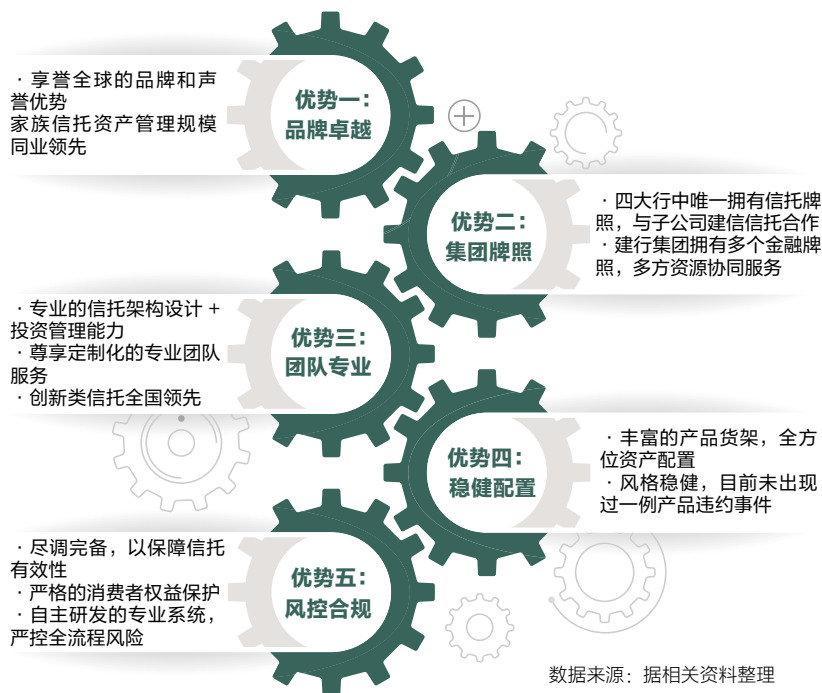 优势一：
品牌卓越
· 享誉全球的品牌和声
誉优势
家族信托资产管理规模
同业领先
优势二：
集团牌照
· 四大行中唯一拥有信托牌
照，与子公司建信信托合作
· 建行集团拥有多个金融牌
照，多方资源协同服务
优势三：
团队专业
· 专业的信托架构设计 +
投资管理能力
· 尊享定制化的专业团队
服务
· 创新类信托全国领先
优势四：
稳健配置
· 丰富的产品货架，全方
位资产配置
· 风格稳健，目前未出现
过一例产品违约事件
优势五：
风控合规
· 尽调完备，以保障信托
有效性
· 严格的消费者权益保护
· 自主研发的专业系统，
严控全流程风险
数据来源：据相关资料整理